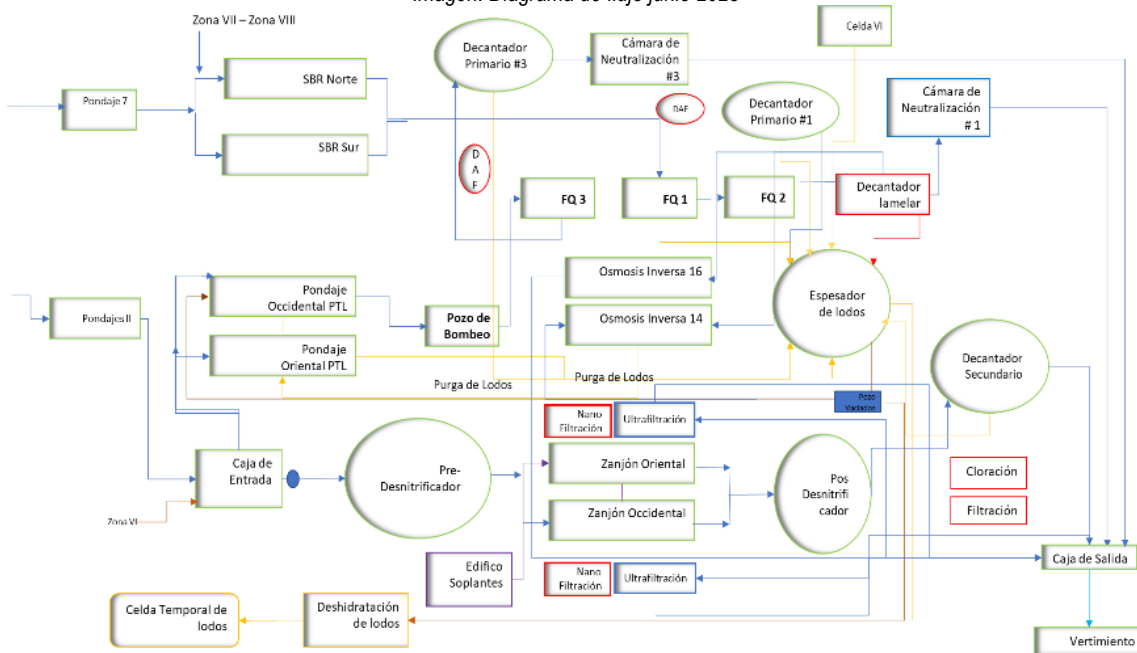 Zona VII – Zona VIII
Pondaje 7
SBR Norte
SBR Sur
Decantador
Primario #3
Cámara de
Neutralización
#3
Celda VI
DAF
Decantador
Primario #1
Cámara de
Neutralización
# 1
D
A
F
FQ 3
FQ 1
FQ 2
Decantador
lamelar
Pondajes II
Pondaje
Occidental PTL
Pondaje
Oriental PTL
Pozo de
Bombeo
Osmosis Inversa 16
Osmosis Inversa 14
Espesador
de lodos
Decantador
Secundario
Purga de Lodos
Purga de Lodos
Pozo
Nano
Filtración
Ultrafiltración
Caja de
Entrada
Pre-
Desnitrificador
Zanjón Oriental
Zanjón Occidental
Pos
Desnitrifi
cador
Cloración
Filtración
Zona VI
Edifico
Soplantes
Nano
Filtración
Ultrafiltración
Caja de Salida
Celda Temporal de
lodos
Deshidratación
de lodos
Vertimiento